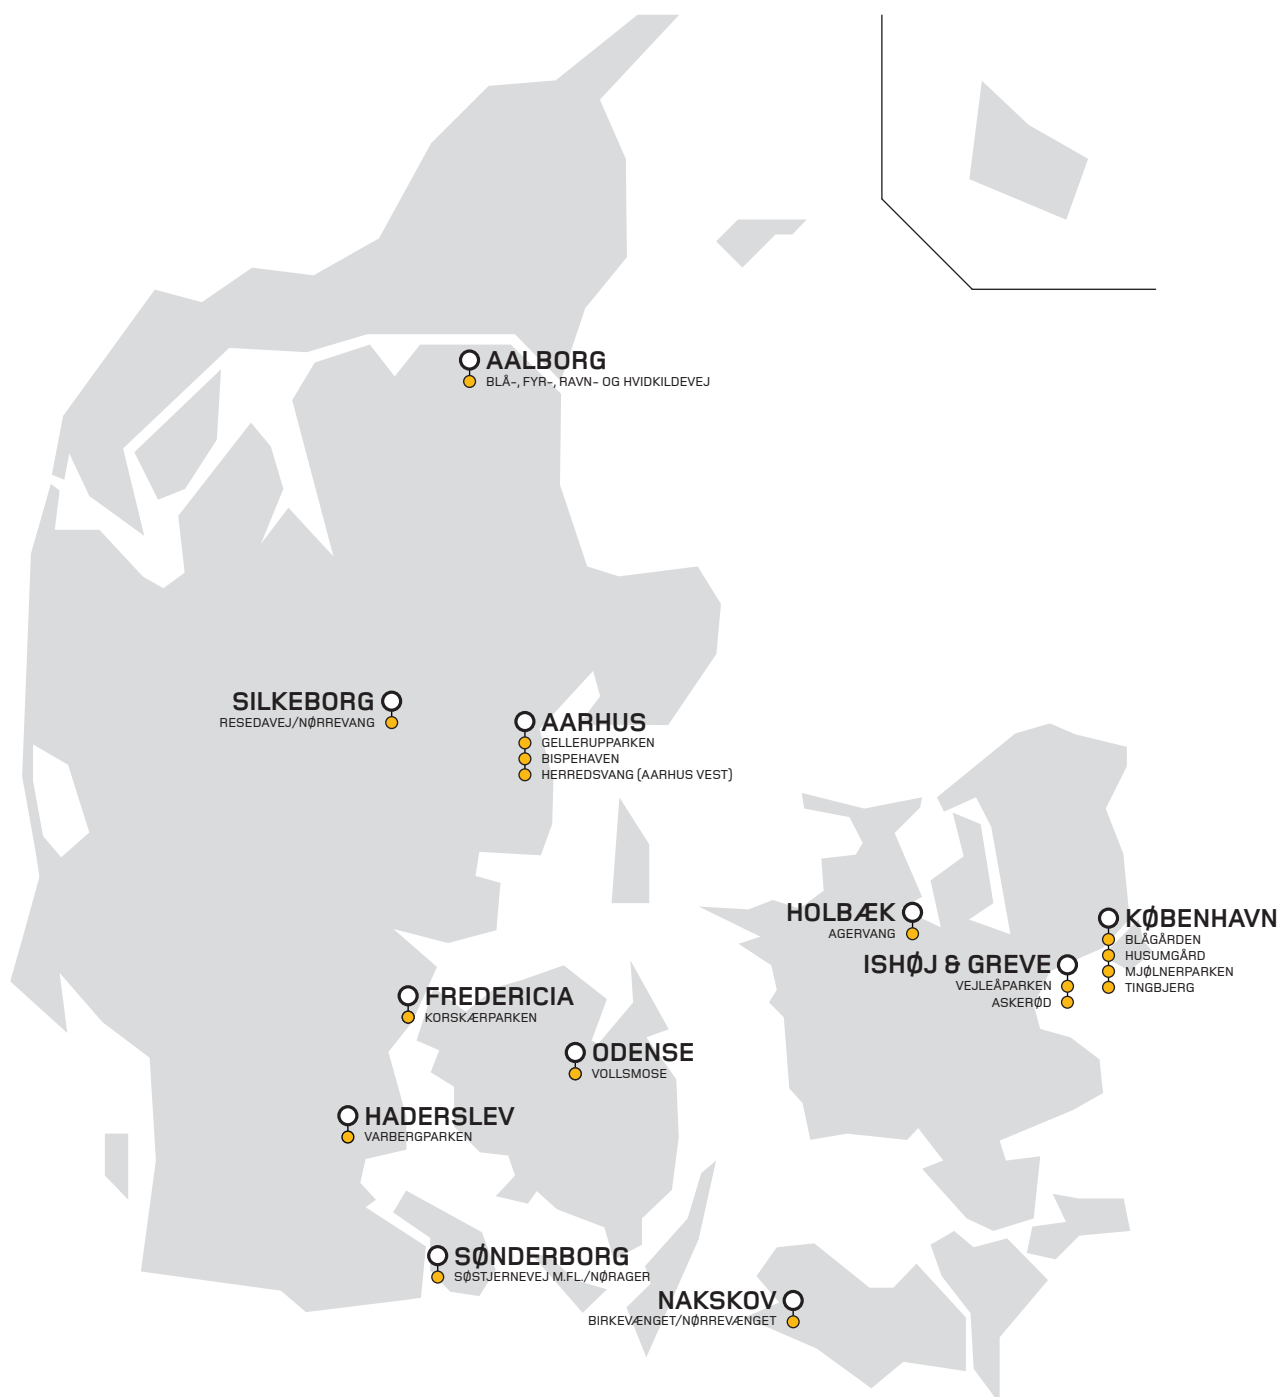 AALBORG
BLÅ-, FYR-, RAVN- OG HVIDKILDEVEJ
SILKEBORG
RESEDAVEJ/NØRREVANG
AARHUS
GELLERUPPARKEN
BISPEHAVEN
HERREDSVANG (AARHUS VEST)
HOLBÆK
AGERVANG
KØBENHAVN
BLÅGÅRDEN
HUSUMGÅRD
MJØLNERPARKEN
TINGBJERG
ISHØJ & GREVE
VEJLEÅPARKEN
ASKERØD
FREDERICIA
KORSKÆRPARKEN
ODENSE
VOLLSMOSE
HADERSLEV
VARBERGPARKEN
SØNDERBORG
SØSTJERNEVEJ M.FL./NØRAGER
NAKSKOV
BIRKEVÆNGET/NØRREVÆNGET